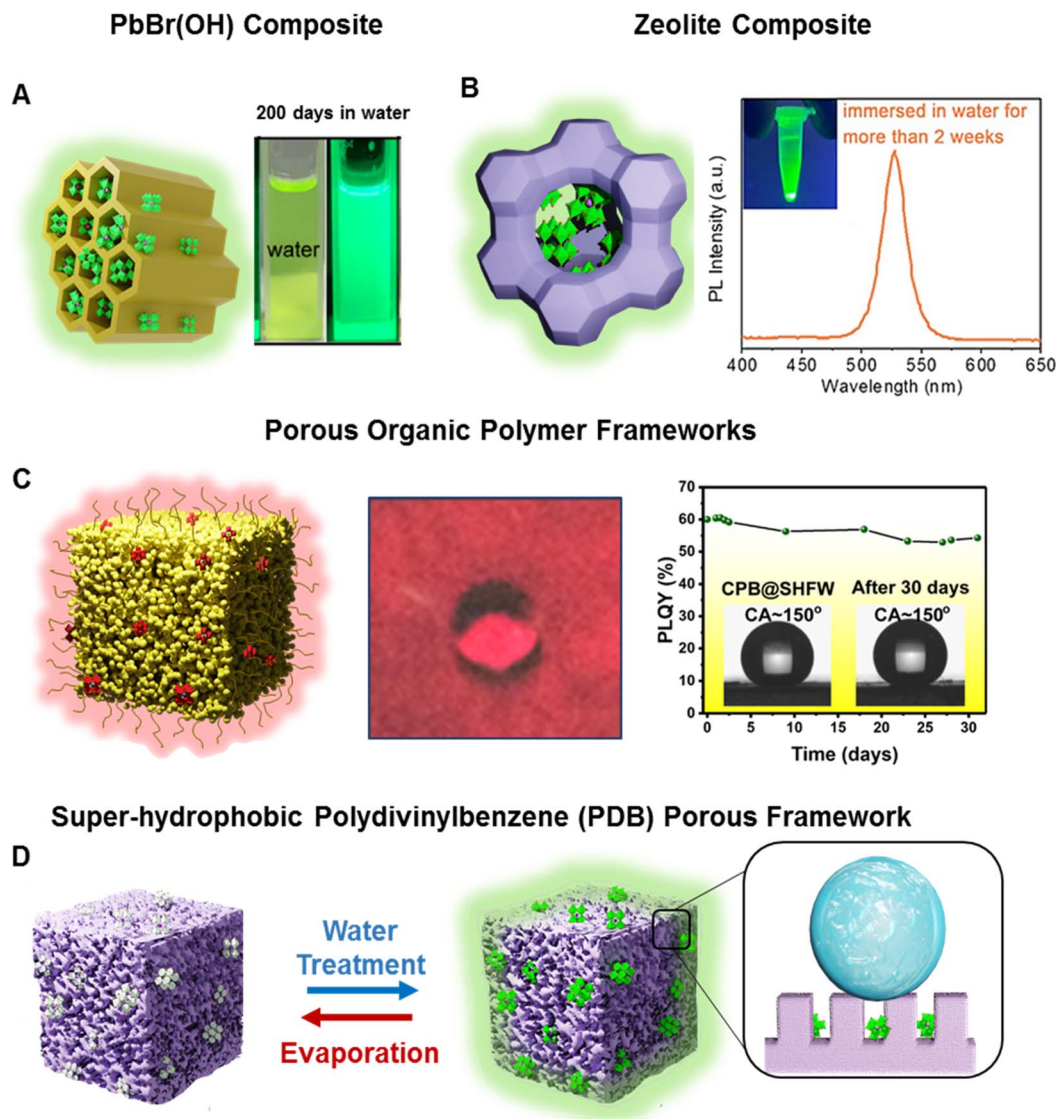 PbBr(OH) Composite
Zeolite Composite
A
200 days in water
water
B
immersed in water for
more than 2 weeks
PL Intensity (a.u.)
400 450 500 550 600 650
Wavelength (nm)
Porous Organic Polymer Frameworks
C
70
60
50
40
30
20
10
0
PLQY (%)
CPB@SHFW
CA~150°
After 30 days
CA~150°
0 5 10 15 20 25 30
Time (days)
Super-hydrophobic Polydivinylbenzene (PDB) Porous Framework
D
Water
Treatment
Evaporation